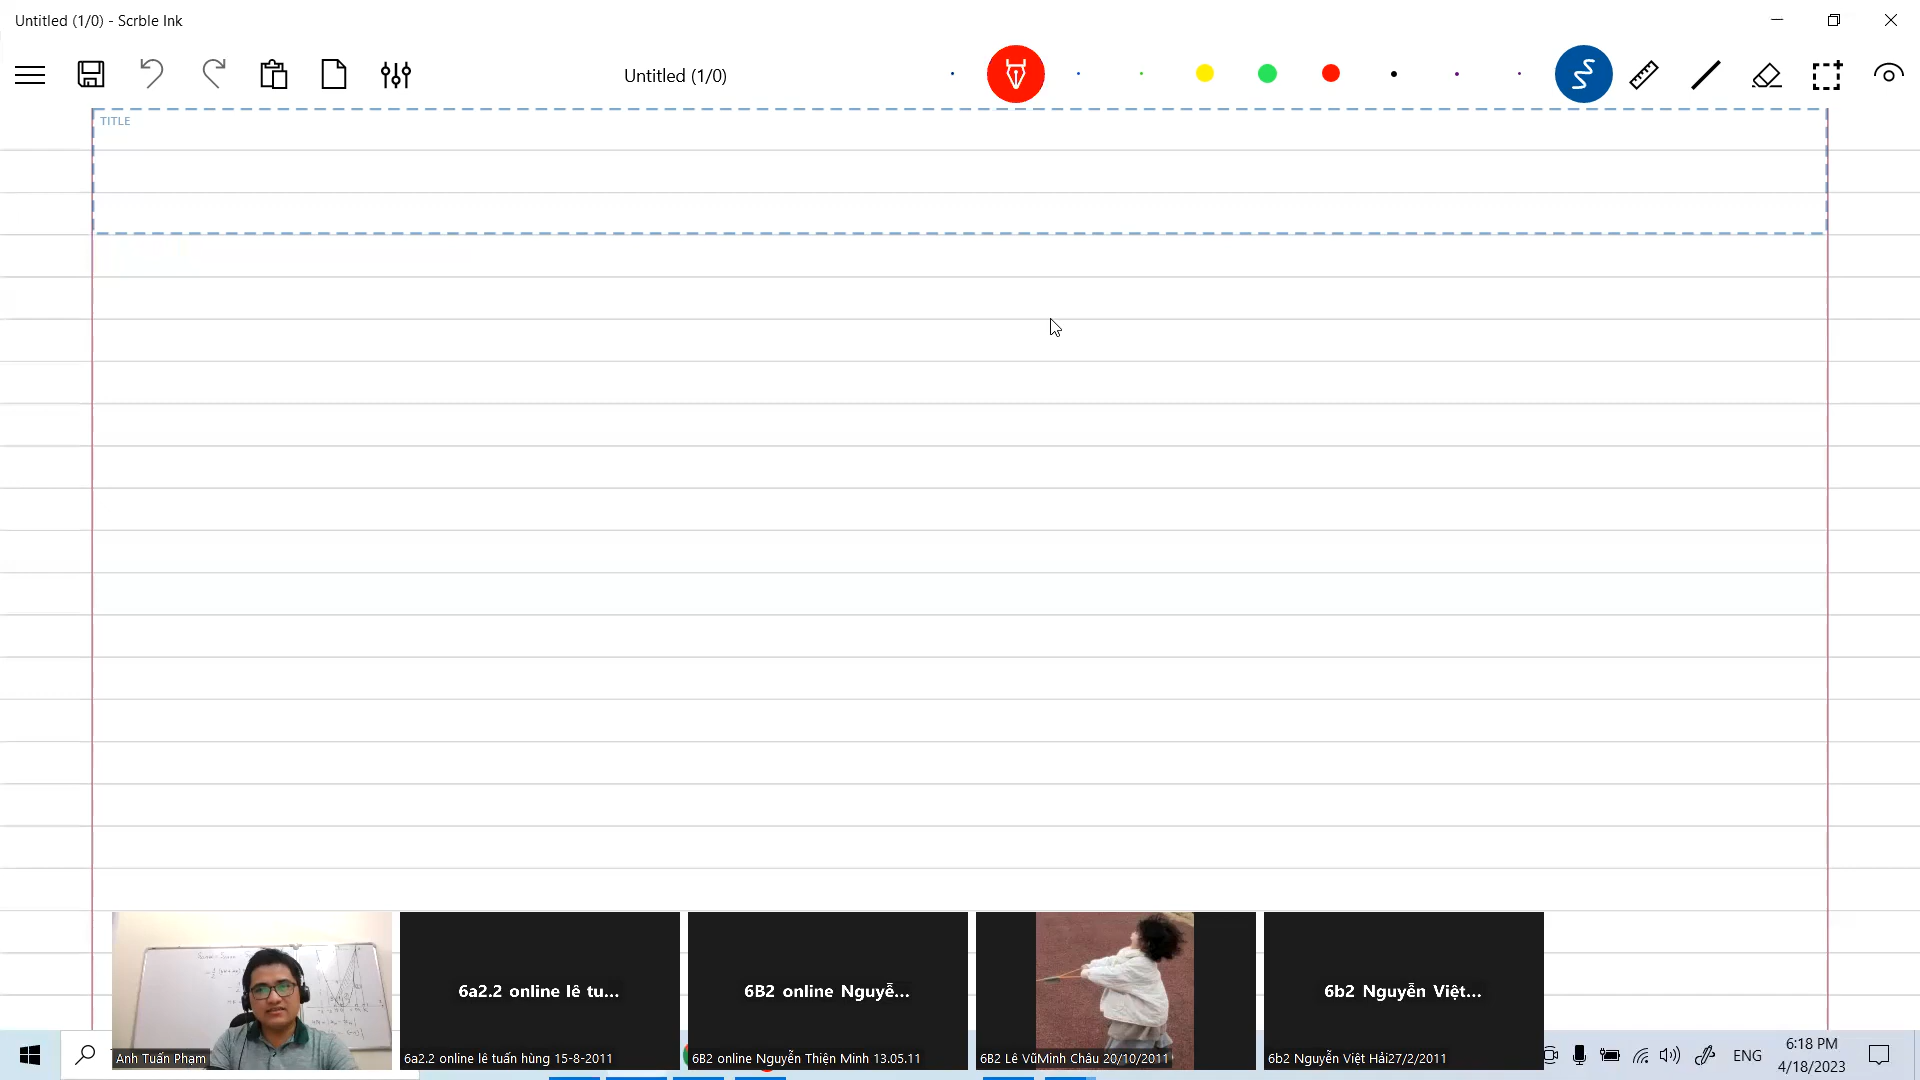 Untitled (1/0) - Scrble Ink
Untitled (1/0)
TITLE
6a2.2 online lê tu...
6B2 online Nguyễ...
6b2 Nguyễn Việt...
Anh Tuấn Phạm
6a2.2 online lê tuấn hùng 15-8-2011
6B2 online Nguyễn Thiện Minh 13.05.11
6B2 Lê VũMinh Châu 20/10/2011
6b2 Nguyễn Việt Hải27/2/2011
ENG
6:18 PM
4/18/2023